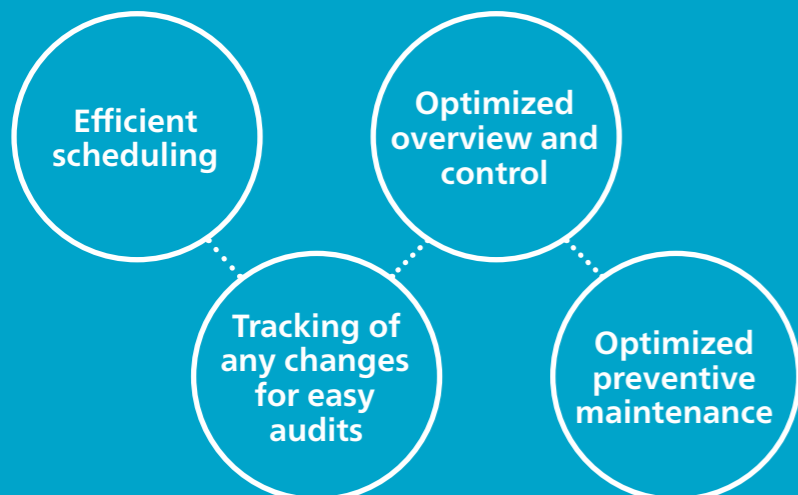 Efficient
scheduling
Optimized
overview and
control
Tracking of
any changes
for easy
audits
Optimized
preventive
maintenance